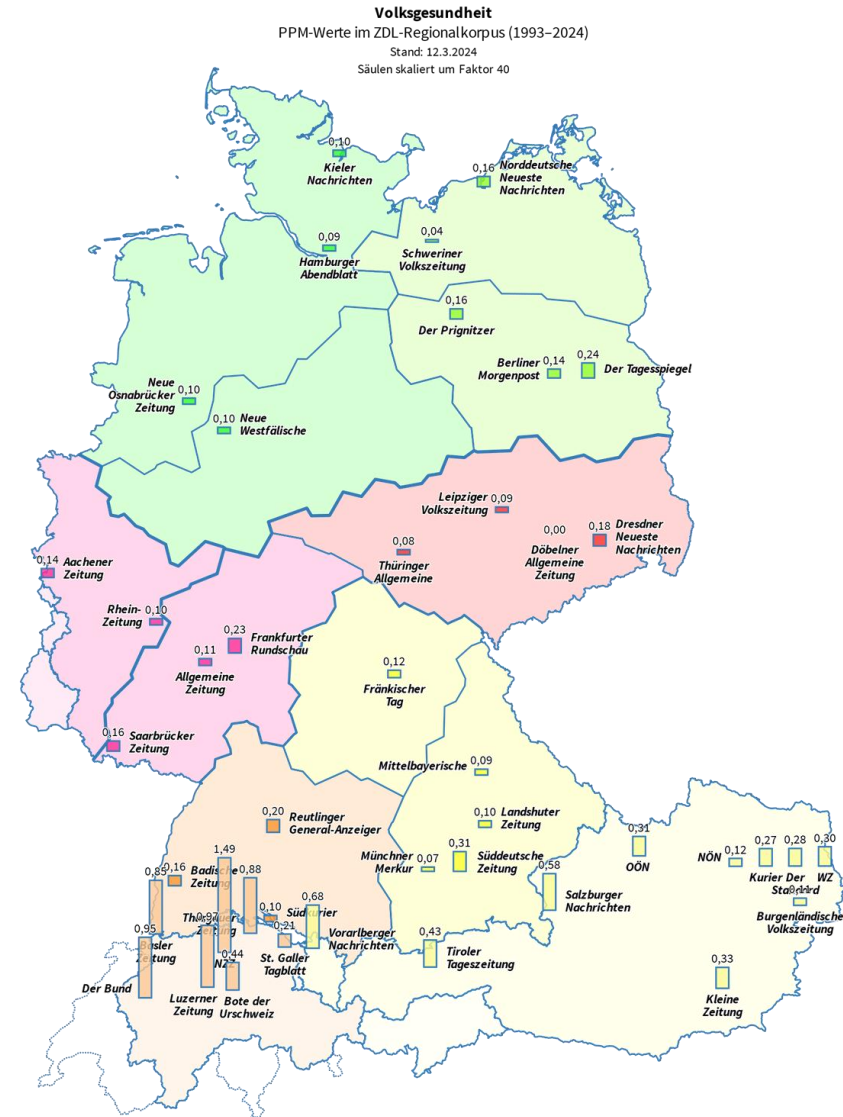 Volksgesundheit
PPM-Werte im ZDL-Regionalkorpus (1993–2024)
Stand: 12.3.2024
Säulen skaliert um Faktor 40
0,10
Kieler
Nachrichten
0,16
Norddeutsche
Neueste
Nachrichten
0,09
Hamburger
Abendblatt
0,04
Schweriner
Volkszeitung
0,16
Der Prignitzer
Berliner
Morgenpost
0,14
0,24
Der Tagesspiegel
Neue
Osnabrücker
Zeitung
0,10
0,10
Neue
Westfälische
Leipziger
Volkszeitung
0,09
0,08
Thüringer
Allgemeine
0,00
Döbelner
Allgemeine
Zeitung
0,18
Dresdner
Neueste
Nachrichten
0,14
Aachener
Zeitung
Rhein-
Zeitung
0,10
0,11
Allgemeine
Zeitung
0,23
Frankfurter
Rundschau
0,12
Fränkischer
Tag
0,16
Saarbrücker
Zeitung
Mittelbayerische
0,09
0,10
Landshuter
Zeitung
0,20
Reutlinger
General-Anzeiger
Münchner
Merkur
0,07
0,31
Süddeutsche
Zeitung
0,31
OÖN
NÖN
0,12
0,27
Kurier
0,28
Der
Standard
0,30
WZ
0,11
Burgenländische
Volkszeitung
0,58
Salzburger
Nachrichten
0,85
Basler
Zeitung
0,16
Badische
Zeitung
1,49
NZZ
0,88
Zeitung
0,10
Südkurier
0,68
Vorarlberger
Nachrichten
0,21
St. Galler
Tagblatt
0,43
Tiroler
Tageszeitung
0,95
Der Bund
0,97
Luzerner
Zeitung
0,44
Bote der
Urschweiz
0,33
Kleine
Zeitung